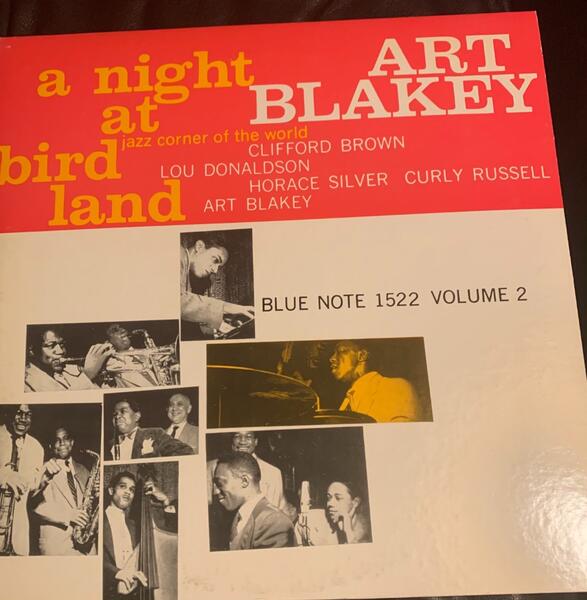 a night
at
bird
land
jazz corner of the world
ART
BLAKEY
CLIFFORD BROWN
LOU DONALDSON
HORACE SILVER CURLY RUSSELL
ART BLAKEY
BLUE NOTE 1522 VOLUME 2